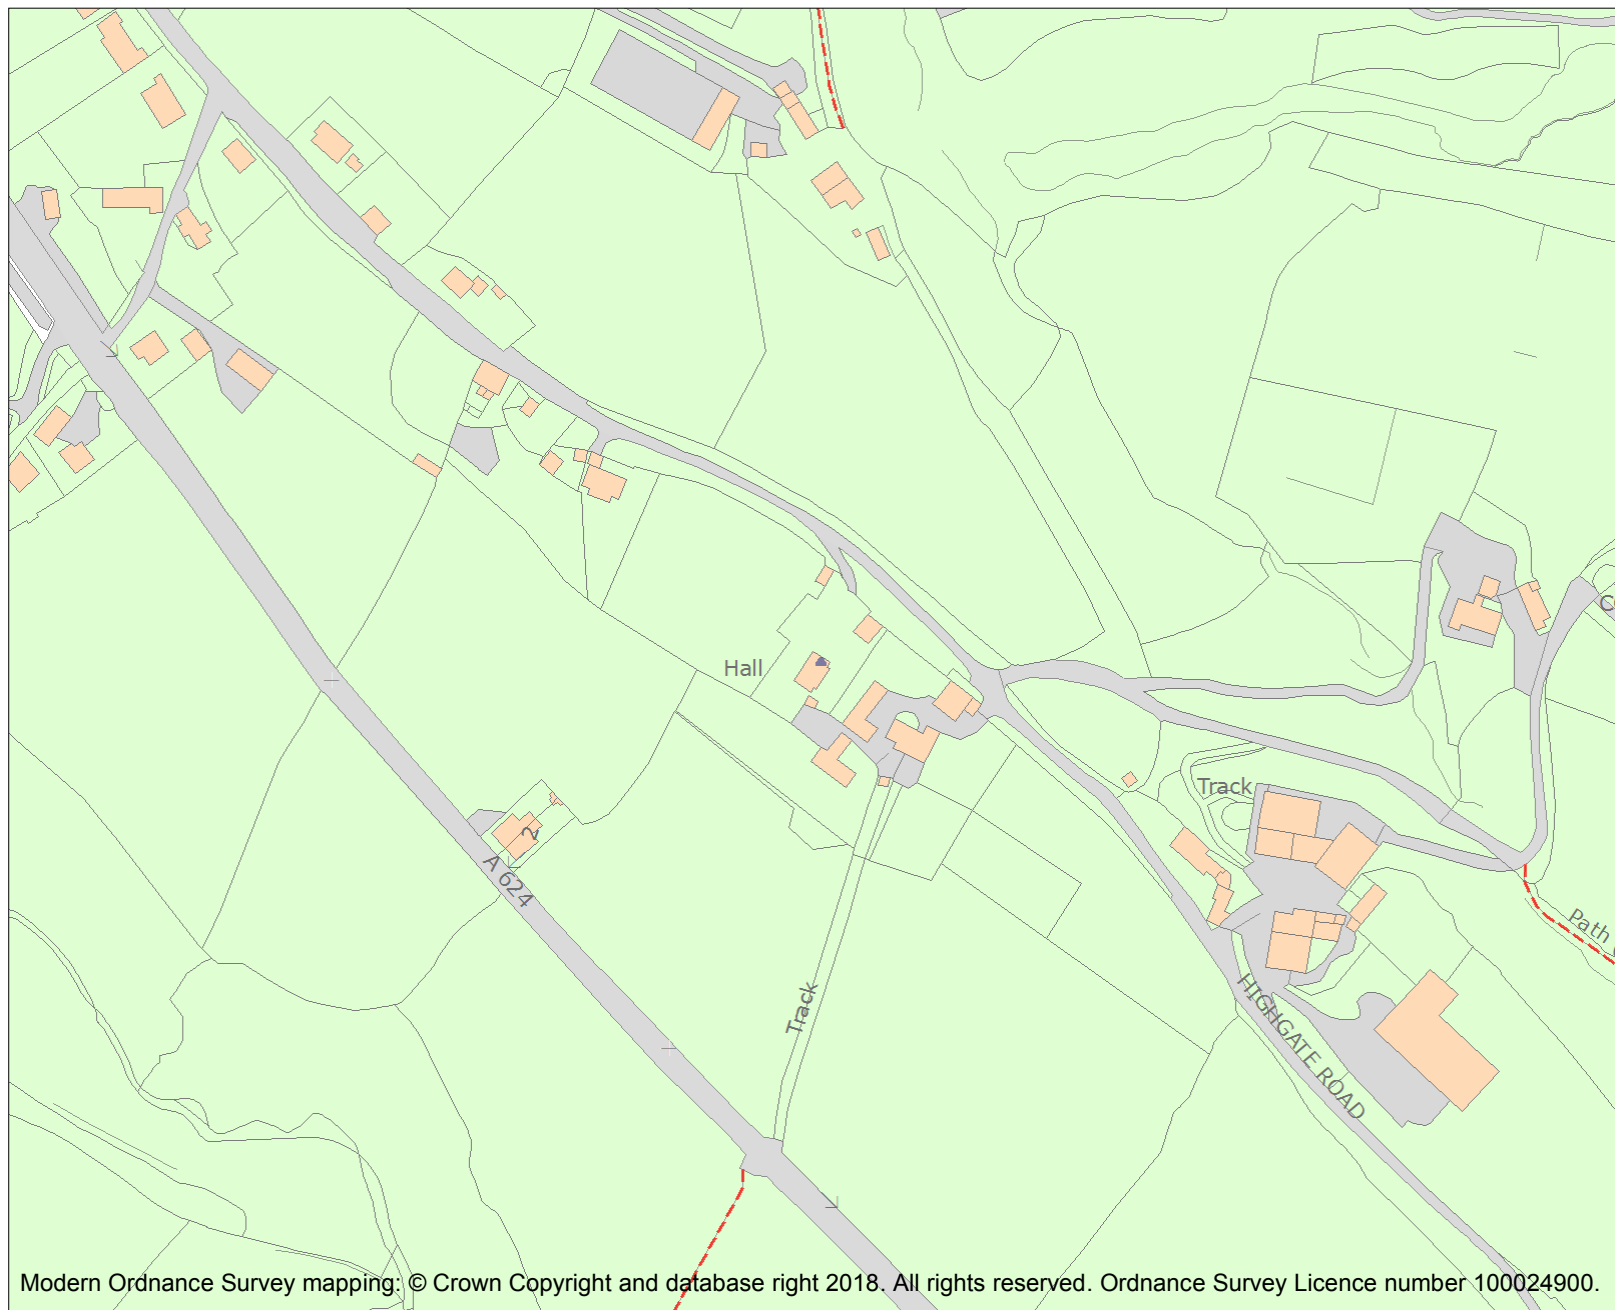 Hall
Track
2
A 624
Path
Track
HIGHGATE ROAD
Modern Ordnance Survey mapping: © Crown Copyright and database right 2018. All rights reserved. Ordnance Survey Licence number 100024900.